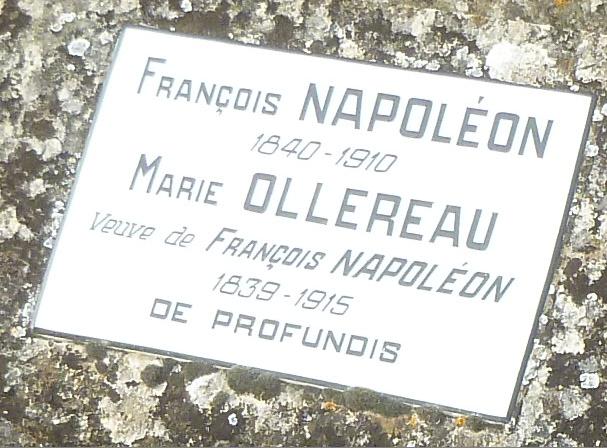 François NAPOLÉON
1840-1910
Marie OLLEREAU
Veuve de François NAPOLÉON
1839-1915
DE PROFUNDIS